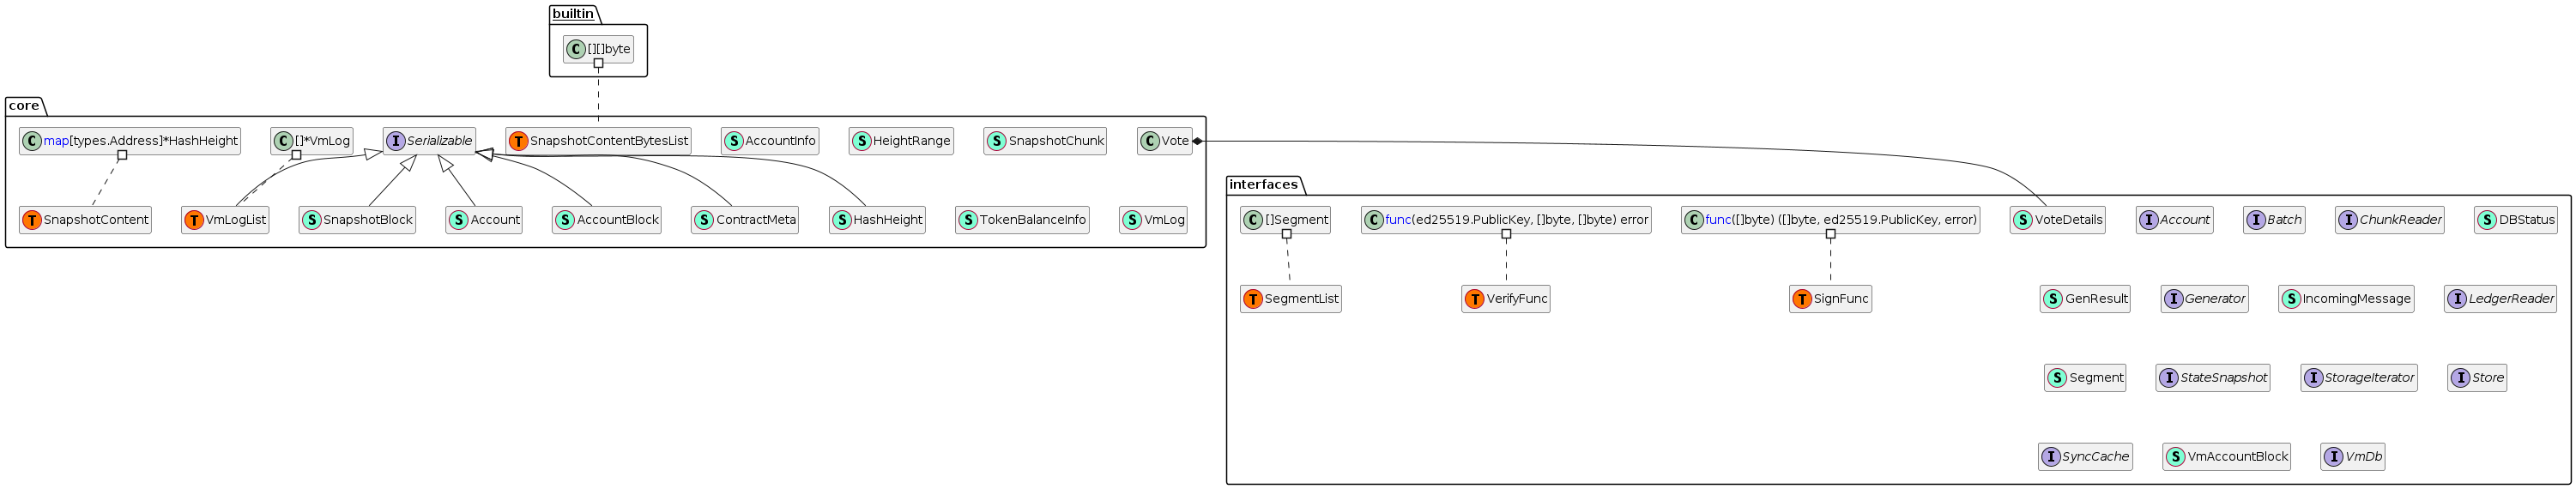 builtin
C [][]byte
core
C map[types.Address]*HashHeight
C []*VmLog
I Serializable
T SnapshotContentBytesList
S AccountInfo
S HeightRange
S SnapshotChunk
C Vote
T SnapshotContent
T VmLogList
S SnapshotBlock
S Account
S AccountBlock
S ContractMeta
S HashHeight
S TokenBalanceInfo
S VmLog
interfaces
C []Segment
C func(ed25519.PublicKey, []byte, []byte) error
C func([]byte) ([]byte, ed25519.PublicKey, error)
S VoteDetails
I Account
I Batch
I ChunkReader
S DBStatus
T SegmentList
T VerifyFunc
T SignFunc
S GenResult
I Generator
S IncomingMessage
I LedgerReader
S Segment
I StateSnapshot
I StorageIterator
I Store
I SyncCache
S VmAccountBlock
I VmDb